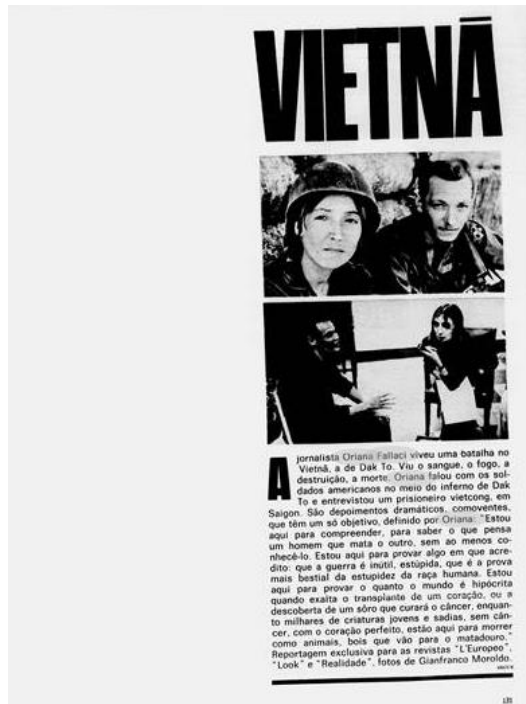 VIETNÃ
A jornalista Oriana Fallaci viveu uma batalha no
Vietnã, a de Dak To. Viu o sangue, o fogo, a
destruição, a morte. Oriana falou com os sol-
dados americanos no meio do inferno de Dak
To e entrevistou um prisioneiro vietcong, em
Saigon. São depoimentos dramáticos, comoventes,
que têm um só objetivo, definido por Oriana: "Estou
aqui para compreender, para saber o que pensa
um homem que mata o outro, sem ao menos co-
nhecê-lo. Estou aqui para provar algo em que acre-
dito: que a guerra é inútil, estúpida, que é a prova
mais bestial da estupidez da raça humana. Estou
aqui para provar o quanto o mundo é hipócrita
quando exalta o transplante de um coração, ou a
descoberta de um sôro que curará o câncer, enquan-
to milhares de criaturas jovens e sadias, sem cân-
cer, com o coração perfeito, estão aqui para morrer
como animais, bois que vão para o matadouro."
Reportagem exclusiva para as revistas "L'Europeo",
"Look" e "Realidade", fotos de Gianfranco Moroldo.
131